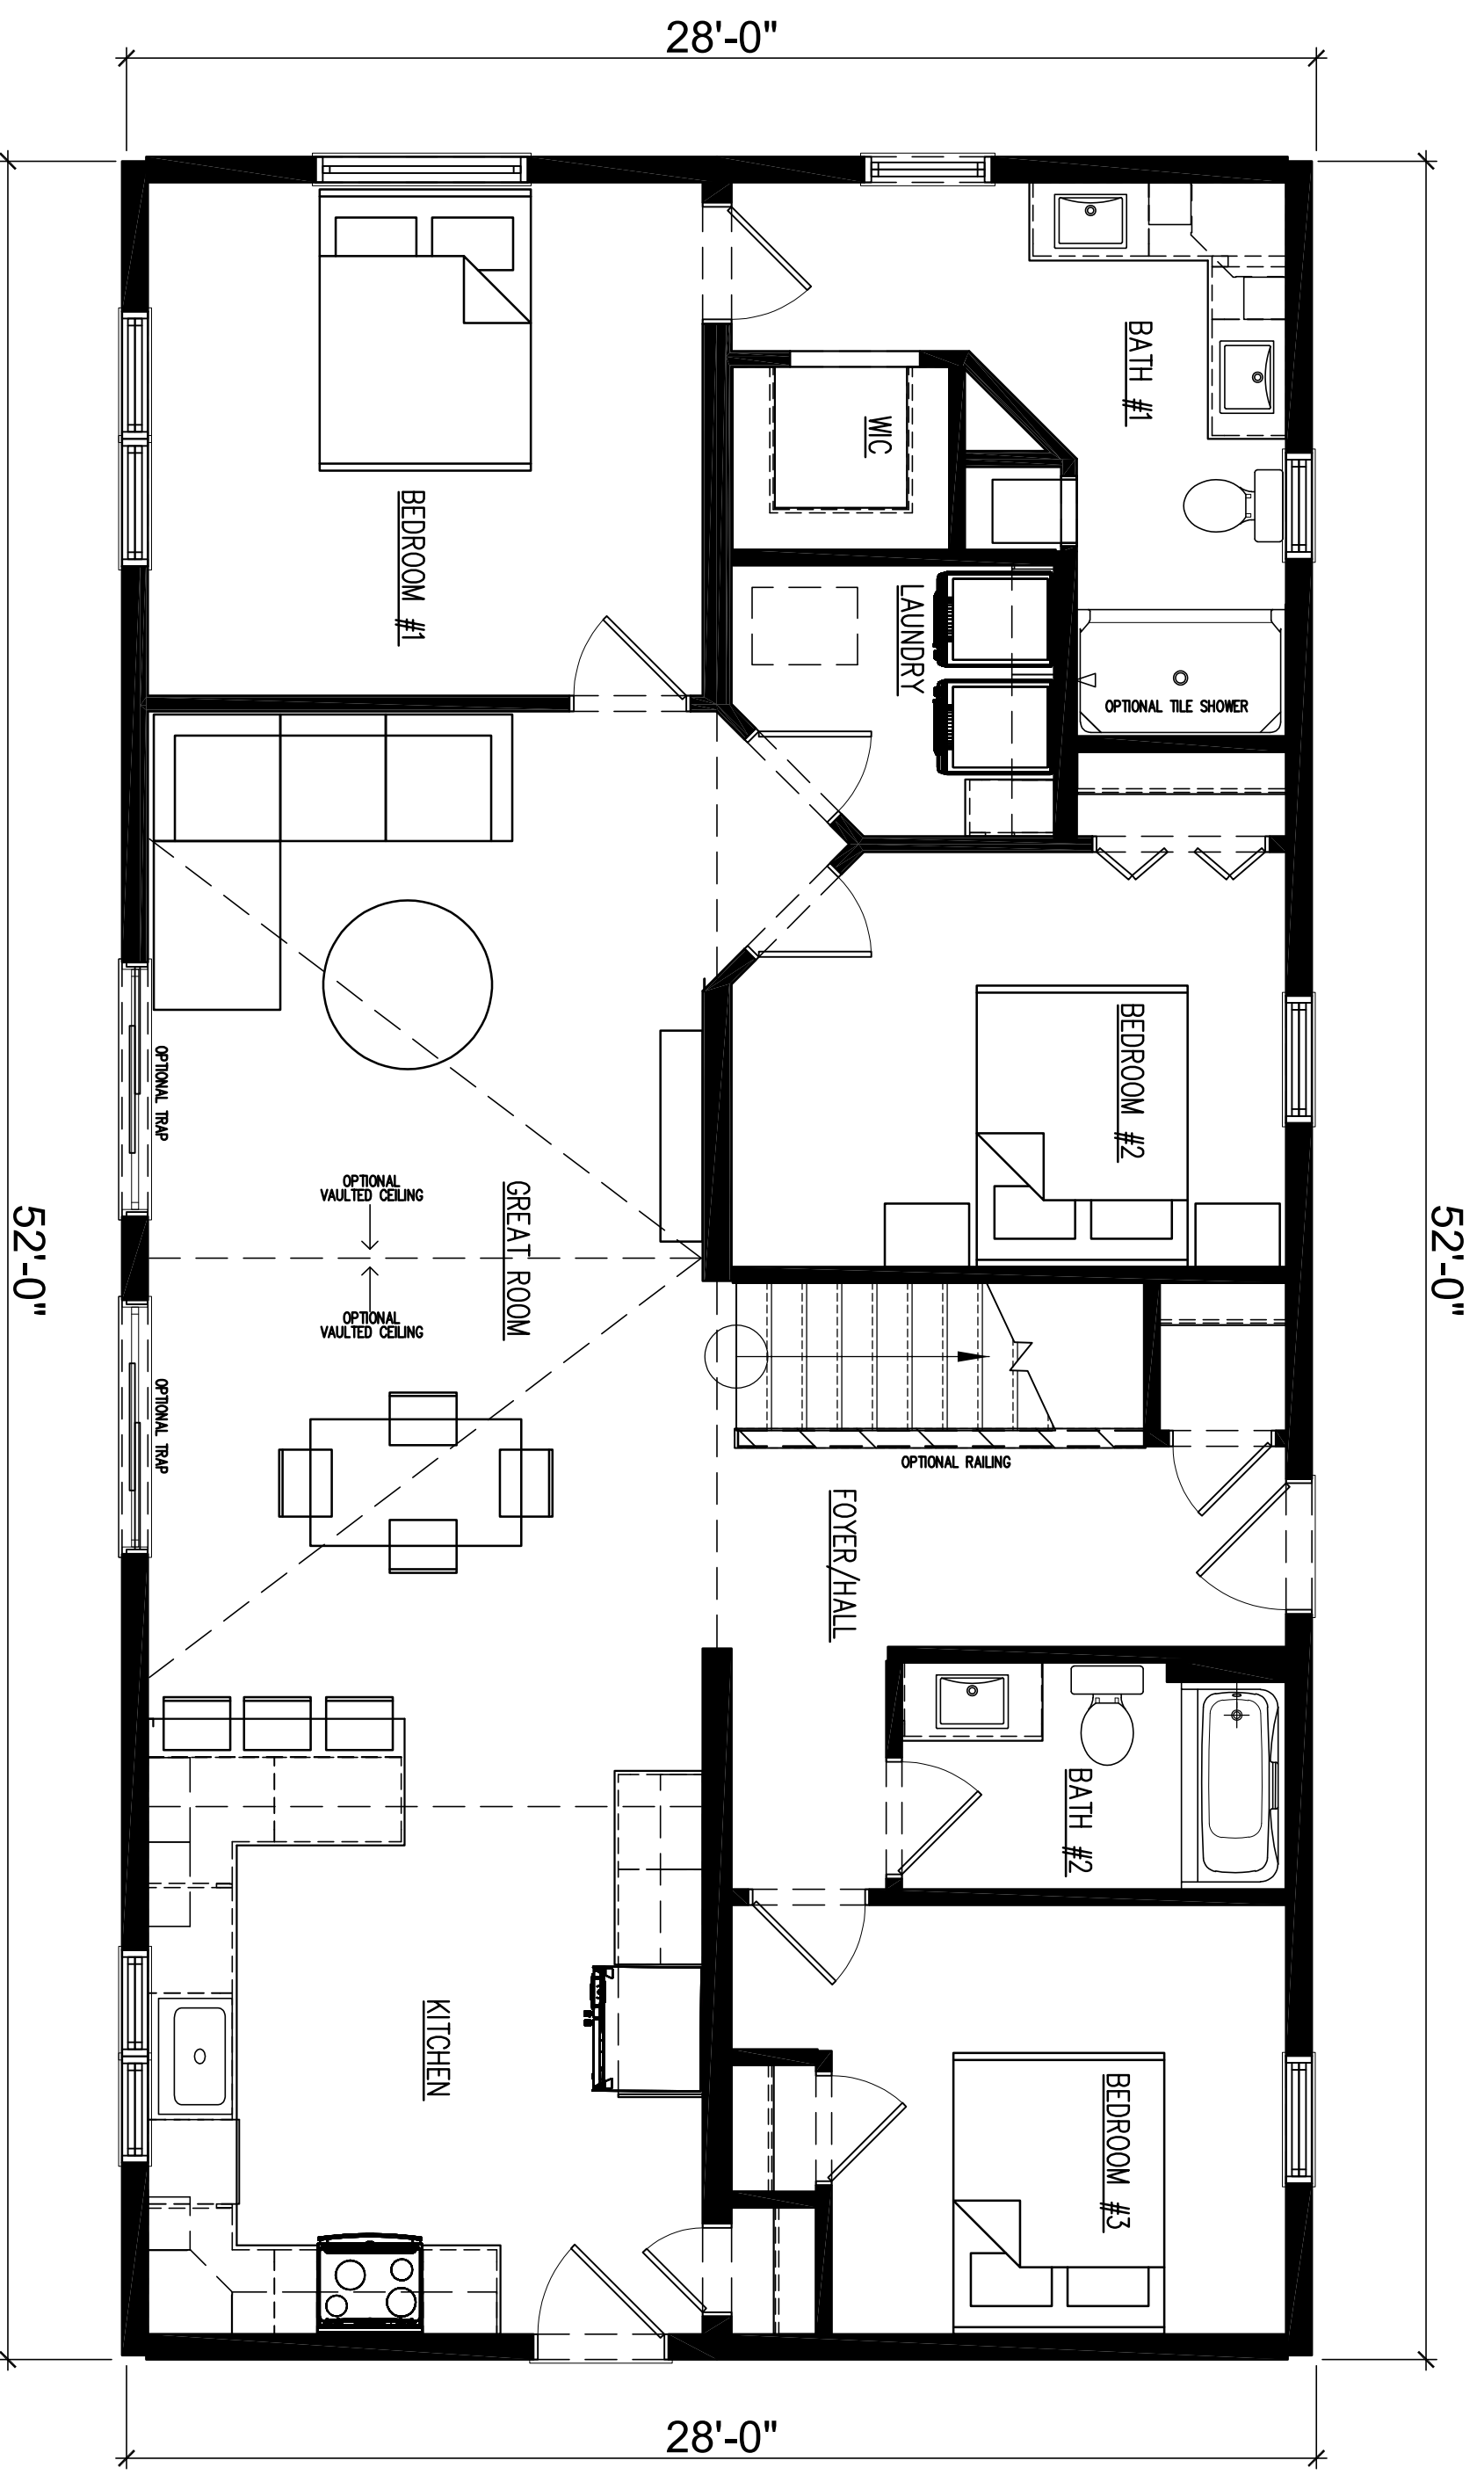 28'-0"
BATH #1
WIC
BEDROOM #1
LAUNDRY
OPTIONAL TILE SHOWER
BEDROOM #2
OPTIONAL TRAP
OPTIONAL
VAULTED CEILING
GREAT ROOM
52'-0"
52'-0"
OPTIONAL
VAULTED CEILING
OPTIONAL TRAP
OPTIONAL RAILING
FOYER/HALL
BATH #2
KITCHEN
BEDROOM #3
28'-0"